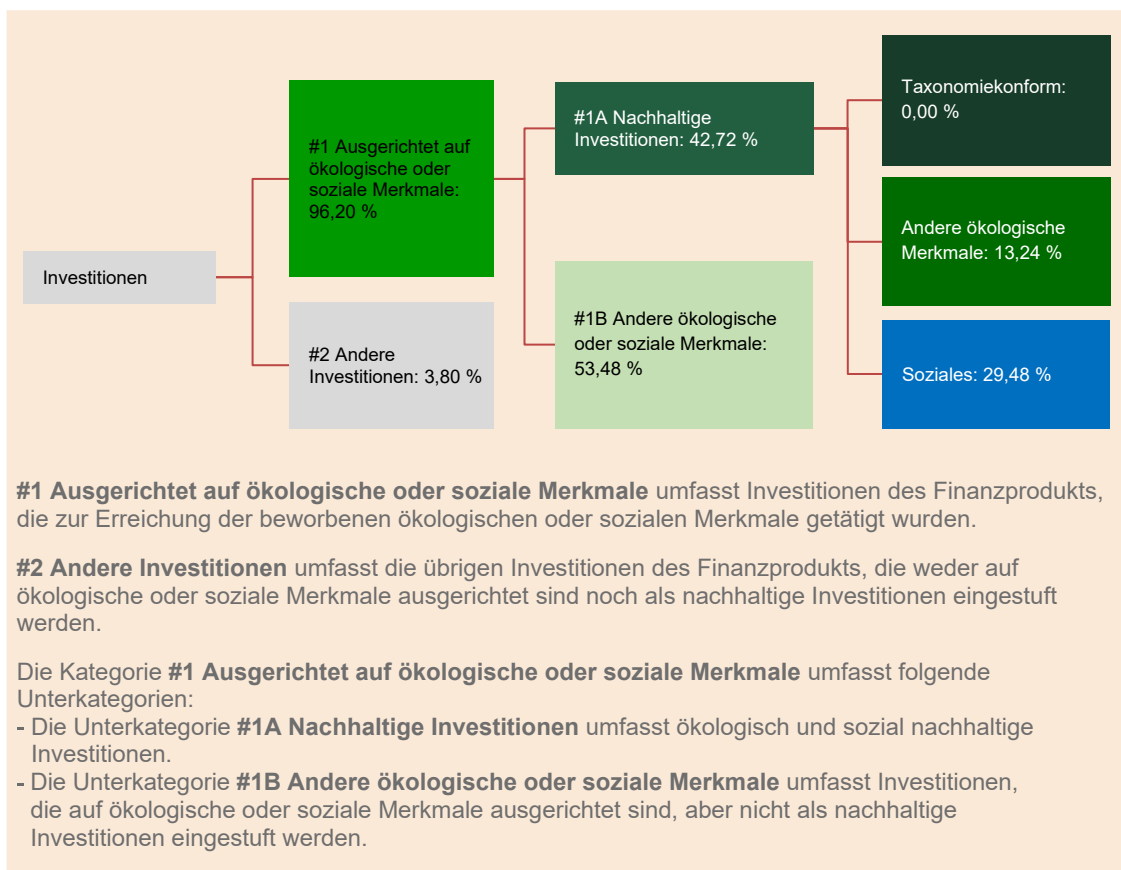 Investitionen
#1 Ausgerichtet auf
ökologische oder
soziale Merkmale:
96,20 %
#2 Andere
Investitionen: 3,80 %
#1A Nachhaltige
Investitionen: 42,72 %
#1B Andere ökologische
oder soziale Merkmale:
53,48 %
Taxonomiekonform:
0,00 %
Andere ökologische
Merkmale: 13,24 %
Soziales: 29,48 %
#1 Ausgerichtet auf ökologische oder soziale Merkmale umfasst Investitionen des Finanzprodukts,
die zur Erreichung der beworbenen ökologischen oder sozialen Merkmale getätigt wurden.
#2 Andere Investitionen umfasst die übrigen Investitionen des Finanzprodukts, die weder auf
ökologische oder soziale Merkmale ausgerichtet sind noch als nachhaltige Investitionen eingestuft
werden.
Die Kategorie #1 Ausgerichtet auf ökologische oder soziale Merkmale umfasst folgende
Unterkategorien:
- Die Unterkategorie #1A Nachhaltige Investitionen umfasst ökologisch und sozial nachhaltige
Investitionen.
- Die Unterkategorie #1B Andere ökologische oder soziale Merkmale umfasst Investitionen,
die auf ökologische oder soziale Merkmale ausgerichtet sind, aber nicht als nachhaltige
Investitionen eingestuft werden.